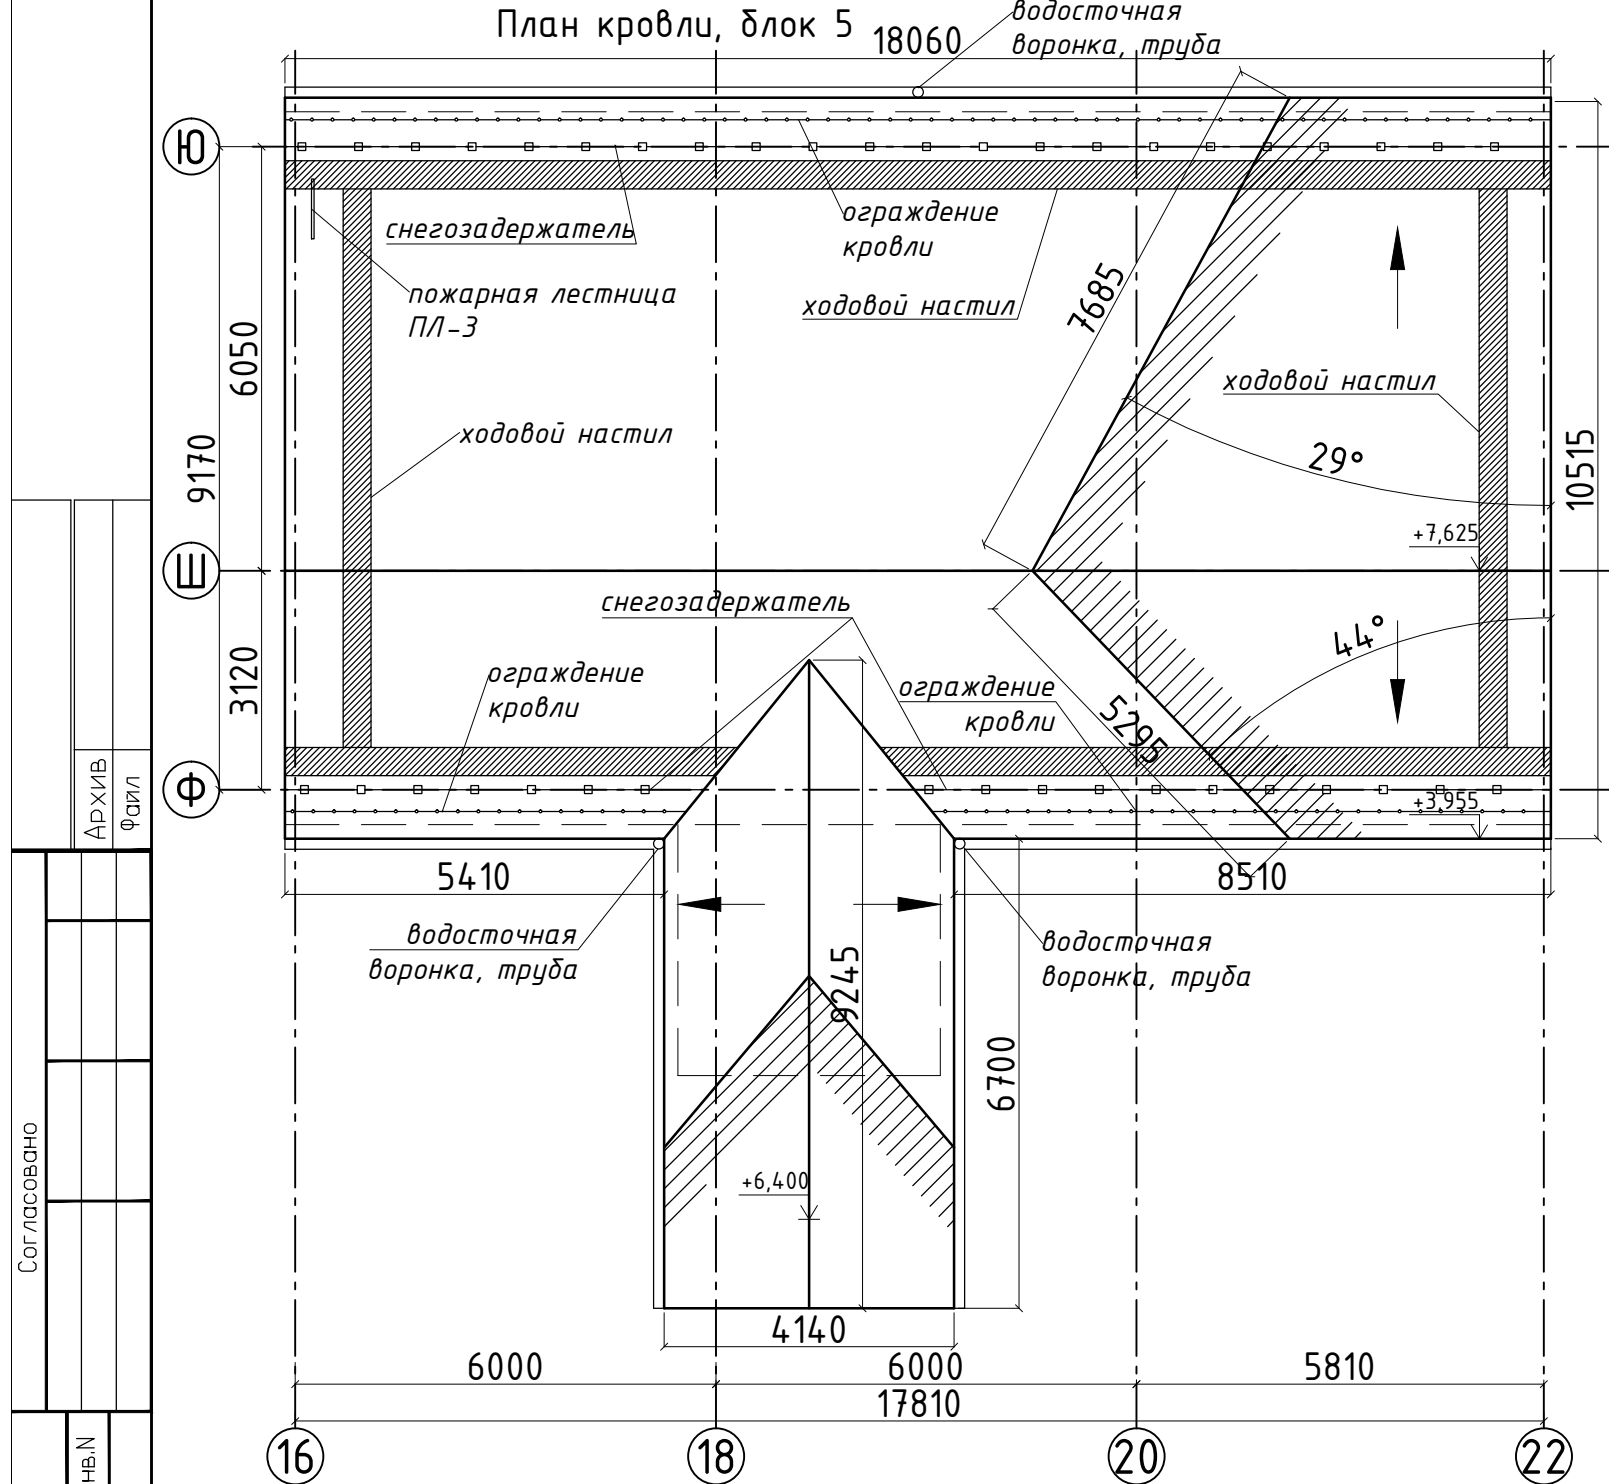 План кровли, блок 5
водосточная
воронка, труба
18060
Ю
снегозадержатель
ограждение
кровли
пожарная лестница
ПЛ-3
ходовой настил
7685
6050
ходовой настил
ходовой настил
29°
9170
10515
+7,625
Ш
снегозадержатель
44°
3120
ограждение
кровли
ограждение
кровли
5295
Ф
+3,955
Архив
Файл
5410
8510
водосточная
воронка, труба
водосточная
воронка, труба
9245
6700
+6,400
Согласовано
4140
6000
6000
5810
17810
нв.N
16
18
20
22